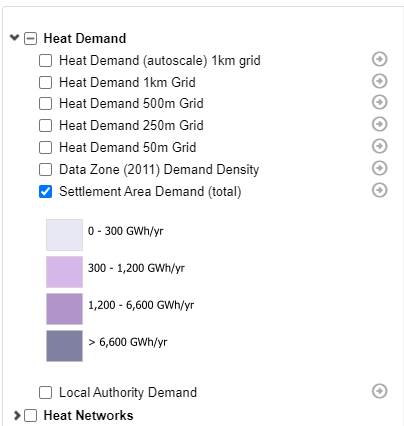 Heat Demand
Heat Demand (autoscale) 1km grid
Heat Demand 1km Grid
Heat Demand 500m Grid
Heat Demand 250m Grid
Heat Demand 50m Grid
Data Zone (2011) Demand Density
Settlement Area Demand (total)
0 - 300 GWh/yr
300 - 1,200 GWh/yr
1,200 - 6,600 GWh/yr
> 6,600 GWh/yr
Local Authority Demand
Heat Networks